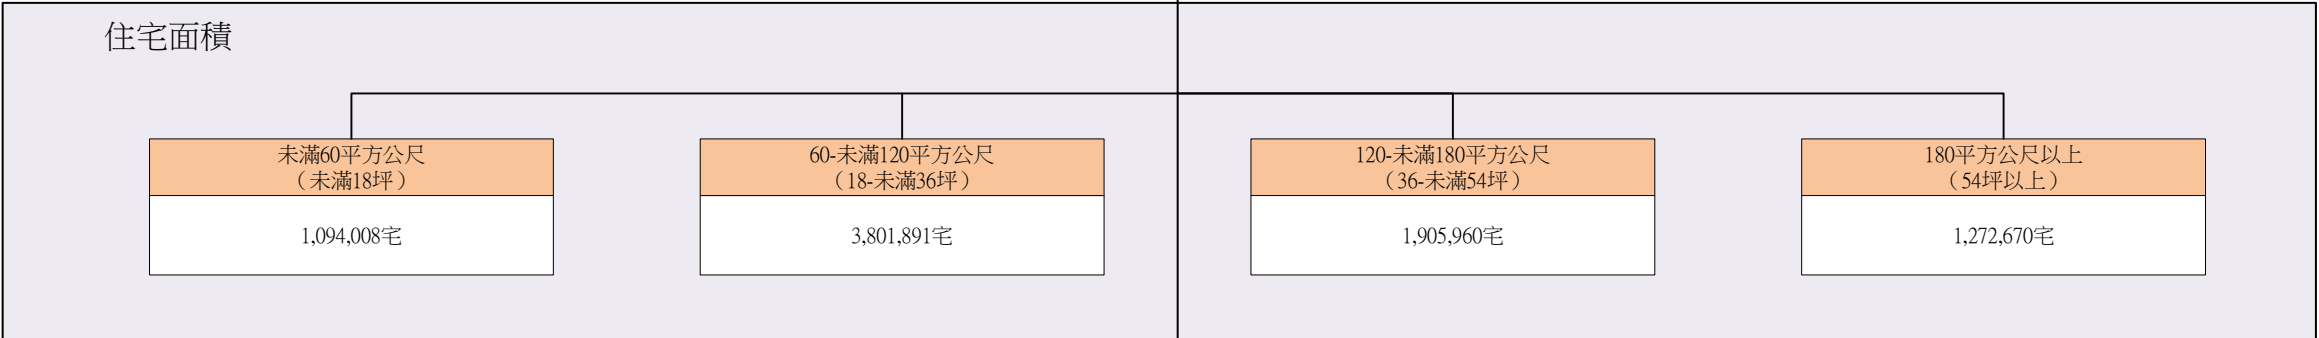 住宅面積
未滿60平方公尺
（未滿18坪）
1,094,008宅
60-未滿120平方公尺
（18-未滿36坪）
3,801,891宅
120-未滿180平方公尺
（36-未滿54坪）
1,905,960宅
180平方公尺以上
（54坪以上）
1,272,670宅